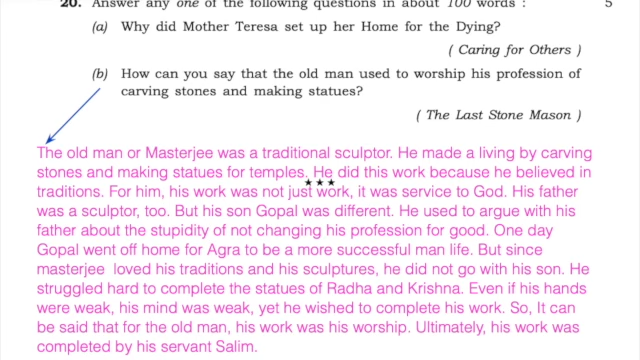 20. Answer any one of the following questions in about 100 words : 5
(a) Why did Mother Teresa set up her Home for the Dying?
( Caring for Others )
(b) How can you say that the old man used to worship his profession of
carving stones and making statues?
( The Last Stone Mason )
The old man or Masterjee was a traditional sculptor. He made a living by carving
stones and making statues for temples. He did this work because he believed in
★ ★ ★
traditions. For him, his work was not just work, it was service to God. His father
was a sculptor, too. But his son Gopal was different. He used to argue with his
father about the stupidity of not changing his profession for good. One day
Gopal went off home for Agra to be a more successful man life. But since
masterjee loved his traditions and his sculptures, he did not go with his son. He
struggled hard to complete the statues of Radha and Krishna. Even if his hands
were weak, his mind was weak, yet he wished to complete his work. So, It can
be said that for the old man, his work was his worship. Ultimately, his work was
completed by his servant Salim.